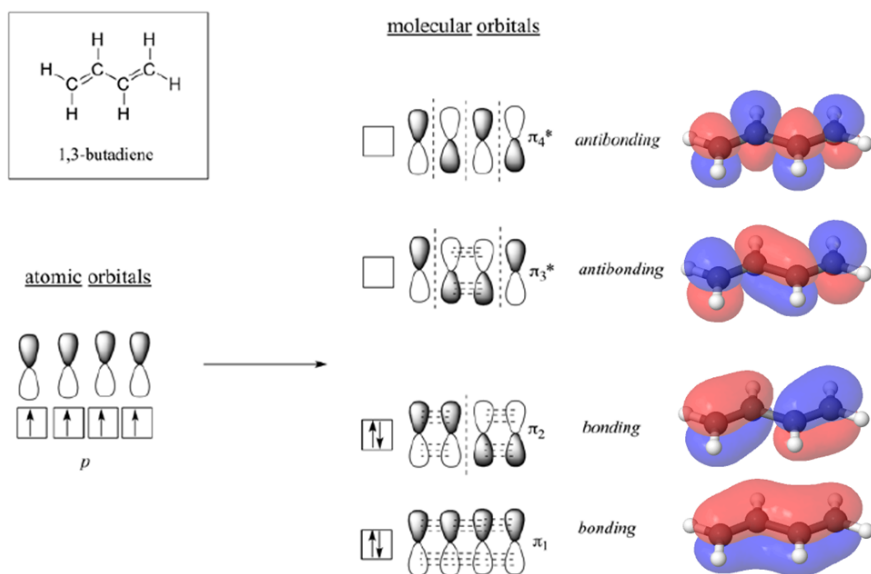 molecular orbitals
H H
H C C H
C C
H H
1,3-butadiene
π4* antibonding
π3* antibonding
atomic orbitals
p
π2 bonding
π1 bonding